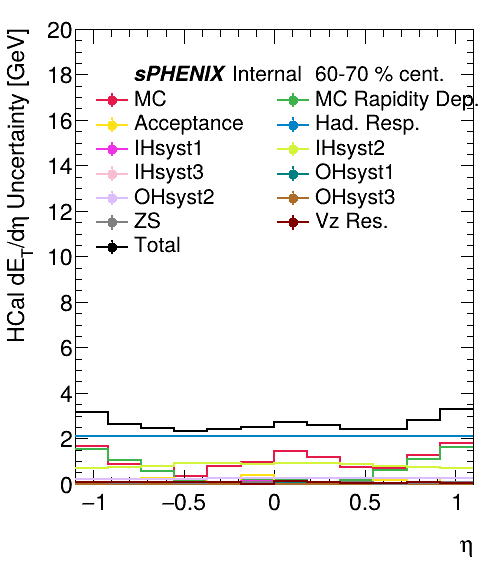 HCal dE_T/dη Uncertainty [GeV]
20
18
16
14
12
10
8
6
4
2
0
sPHENIX Internal 60-70 % cent.
MC
MC Rapidity Dep.
Acceptance
Had. Resp.
IHsyst1
IHsyst2
IHsyst3
OHsyst1
OHsyst2
OHsyst3
ZS
Vz Res.
Total
−1 −0.5 0 0.5 1
η